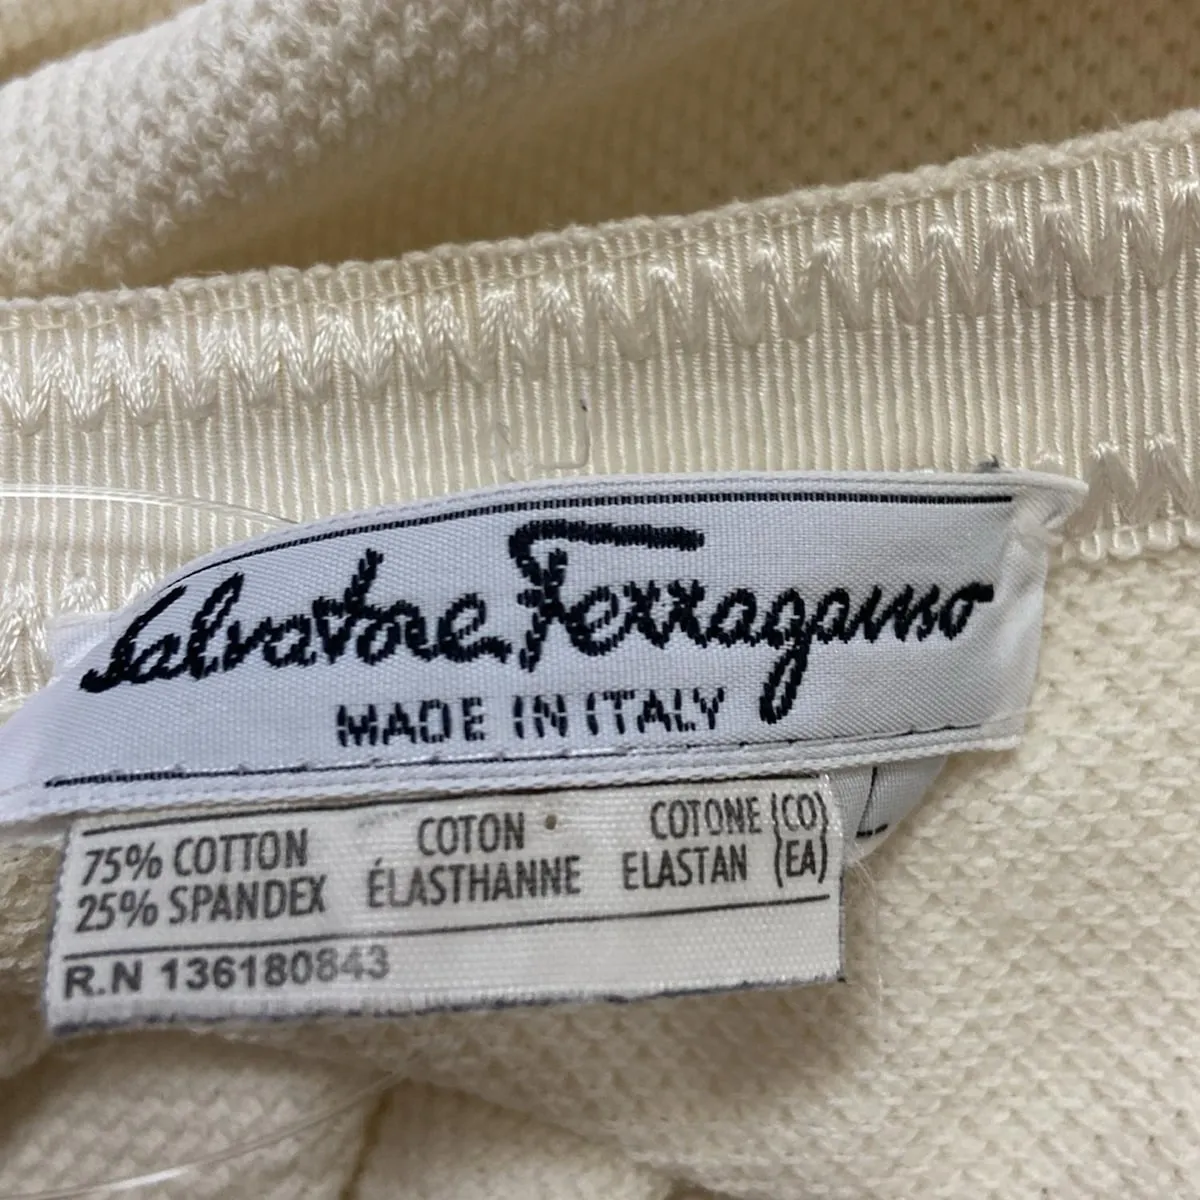 Salvatore Ferragamo
MADE IN ITALY
75% COTTON COTON COTONE (CO)
25% SPANDEX ÉLASTHANNE ELASTAN (EA)
R.N 136180843